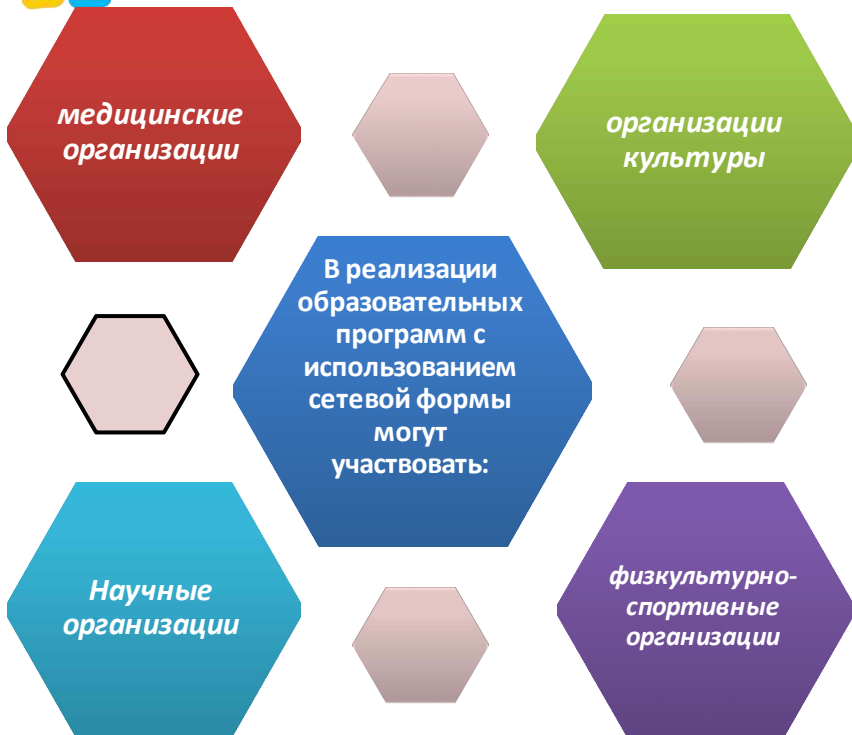 медицинские
организации
организации
культуры
В реализации
образовательных
программ с
использованием
сетевой формы
могут
участвовать:
Научные
организации
физкультурно-
спортивные
организации